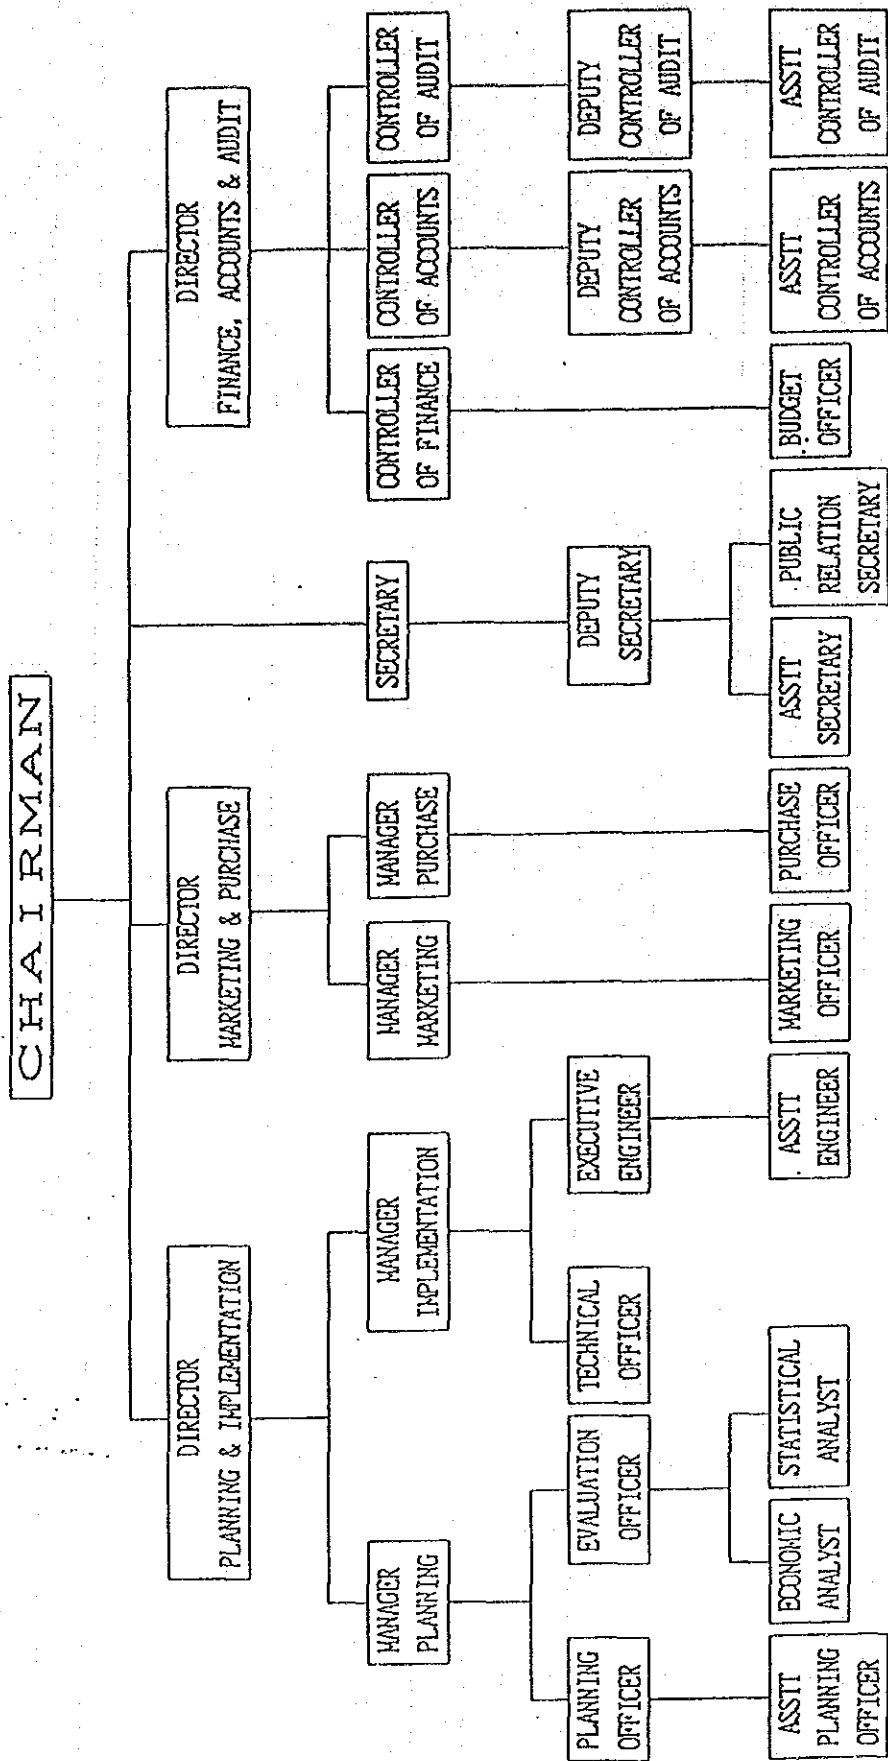 CHAIRMAN
DIRECTOR
PLANNING & IMPLEMENTATION
DIRECTOR
MARKETING & PURCHASE
DIRECTOR
FINANCE, ACCOUNTS & AUDIT
MANAGER
PLANNING
MANAGER
IMPLEMENTATION
MANAGER
MARKETING
MANAGER
PURCHASE
SECRETARY
CONTROLLER
OF FINANCE
CONTROLLER
OF ACCOUNTS
CONTROLLER
OF AUDIT
PLANNING
OFFICER
EVALUATION
OFFICER
TECHNICAL
OFFICER
EXECUTIVE
ENGINEER
DEPUTY
SECRETARY
DEPUTY
CONTROLLER
OF ACCOUNTS
DEPUTY
CONTROLLER
OF AUDIT
ASSTT
PLANNING
OFFICER
ECONOMIC
ANALYST
STATISTICAL
ANALYST
ASSTT
ENGINEER
MARKETING
OFFICER
PURCHASE
OFFICER
ASSTT
SECRETARY
PUBLIC
RELATION
SECRETARY
BUDGET
OFFICER
ASSTT
CONTROLLER
OF ACCOUNTS
ASSTT
CONTROLLER
OF AUDIT